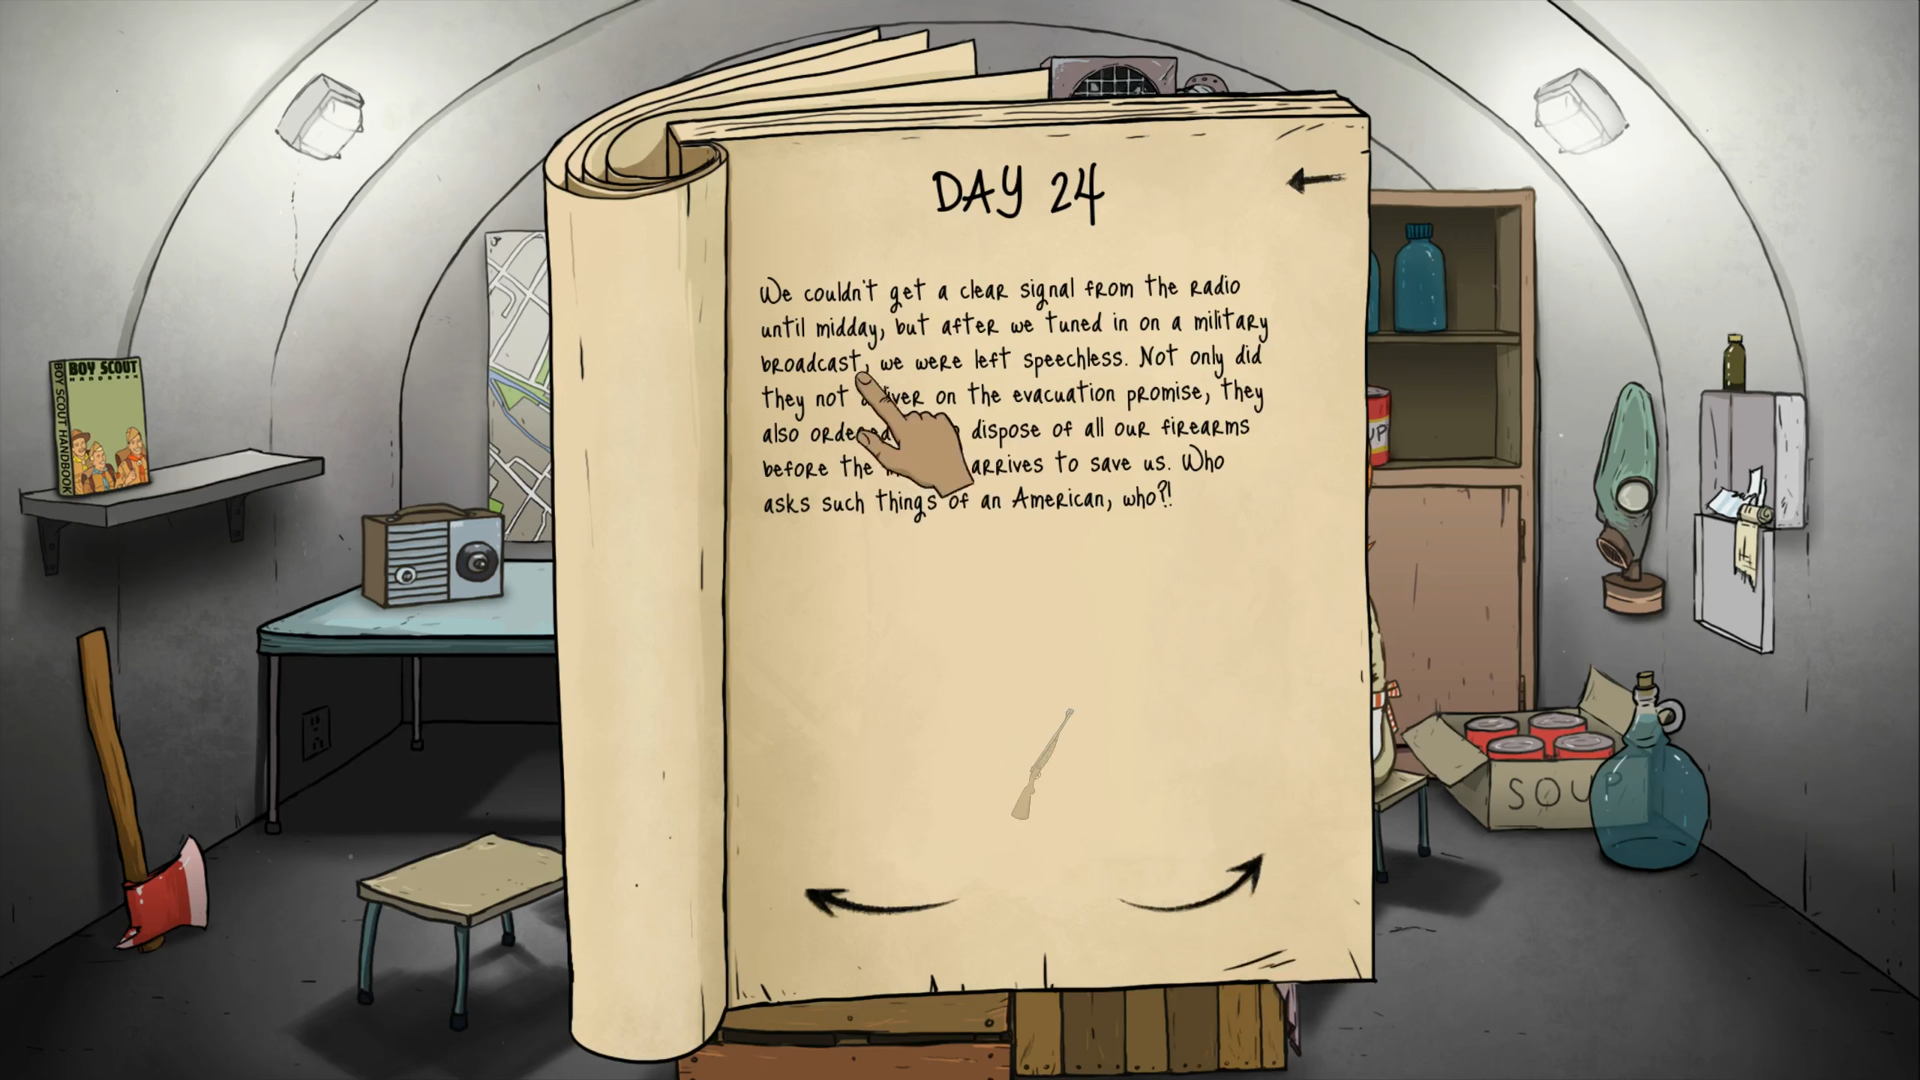 DAY 24
We couldn't get a clear signal from the radio
until midday, but after we tuned in on a military
broadcast, we were left speechless. Not only did
they not on the evacuation promise, they
also dispose of all our firearms
before the arrives to save us. Who
asks such things of an American, who?!
BOY SCOUT
HANDBOOK
BOY SCOUT HANDBOOK
SOU